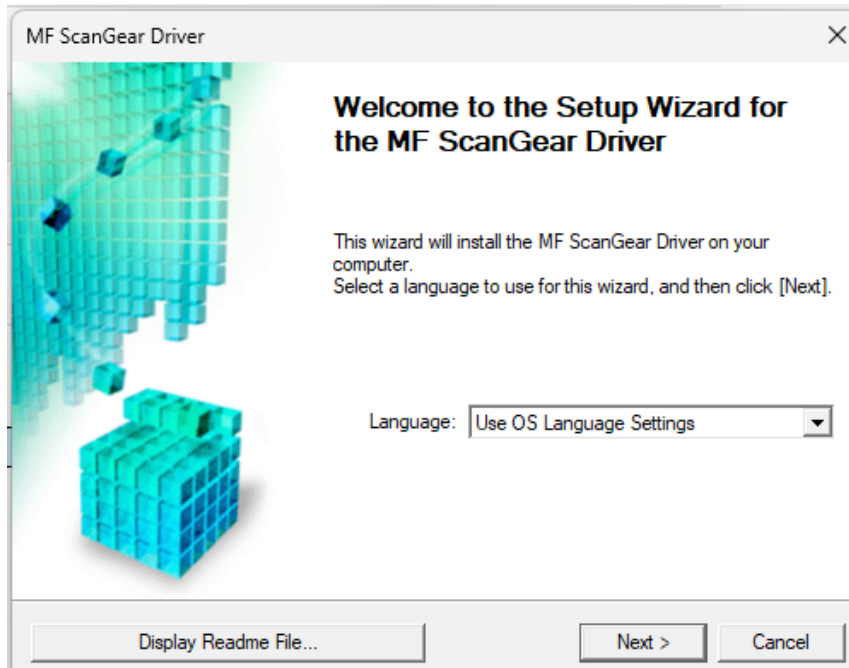 MF ScanGear Driver
Welcome to the Setup Wizard for
the MF ScanGear Driver
This wizard will install the MF ScanGear Driver on your
computer.
Select a language to use for this wizard, and then click [Next].
Language: Use OS Language Settings
Display Readme File... Next > Cancel